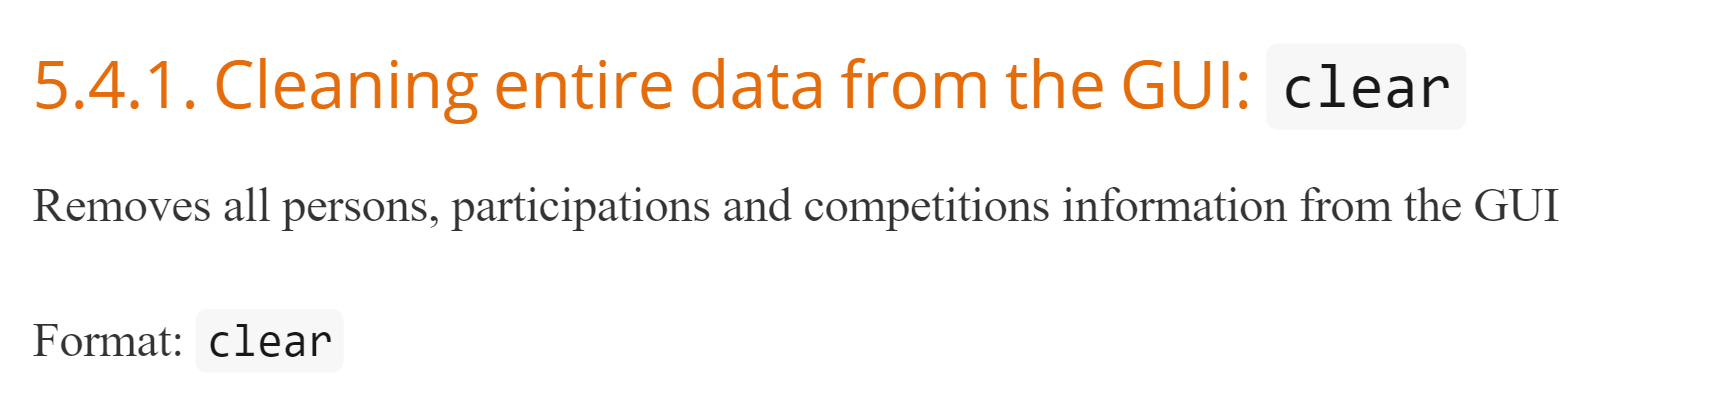 5.4.1. Cleaning entire data from the GUI: clear
Removes all persons, participations and competitions information from the GUI
Format: clear